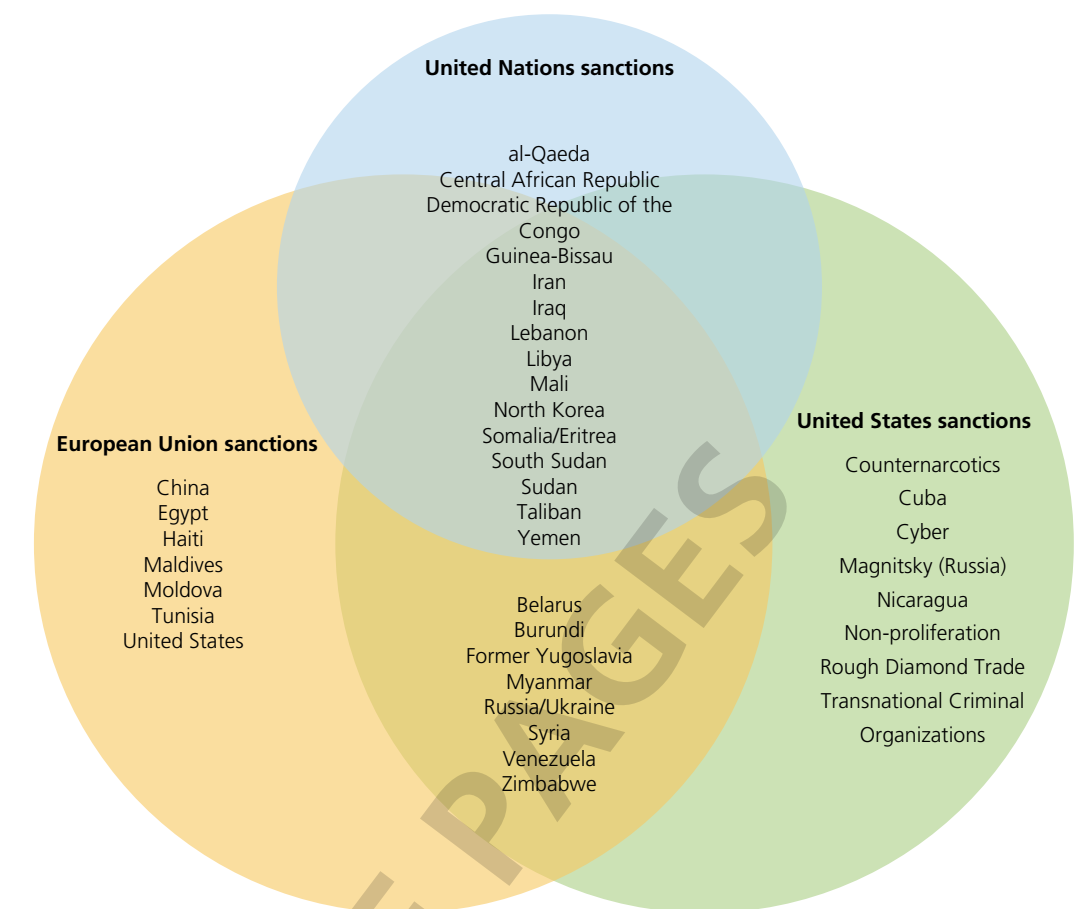 United Nations sanctions
al-Qaeda
Central African Republic
Democratic Republic of the
Congo
Guinea-Bissau
Iran
Iraq
Lebanon
Libya
Mali
North Korea
Somalia/Eritrea
South Sudan
Sudan
Taliban
Yemen
European Union sanctions
China
Egypt
Haiti
Maldives
Moldova
Tunisia
United States
Belarus
Burundi
Former Yugoslavia
Myanmar
Russia/Ukraine
Syria
Venezuela
Zimbabwe
United States sanctions
Counternarcotics
Cuba
Cyber
Magnitsky (Russia)
Nicaragua
Non-proliferation
Rough Diamond Trade
Transnational Criminal
Organizations
PAGES